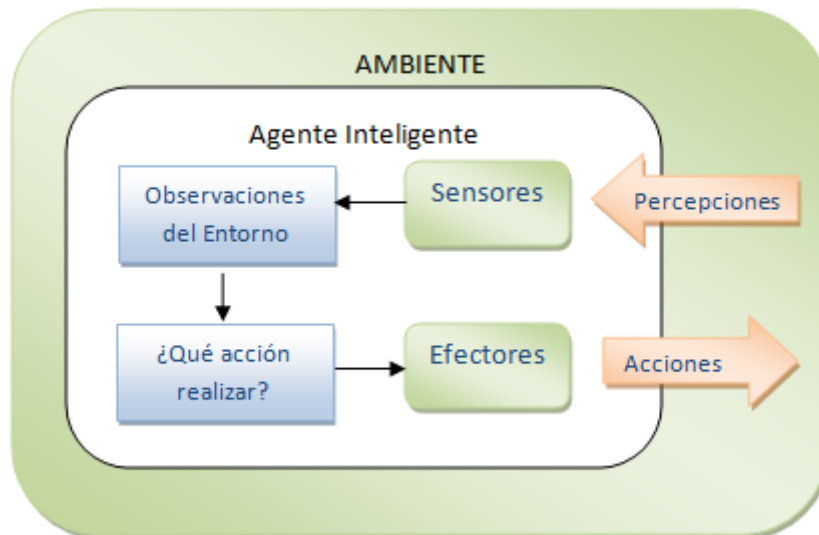 AMBIENTE
Agente Inteligente
Observaciones
del Entorno
Sensores
Percepciones
¿Qué acción
realizar?
Efectores
Acciones